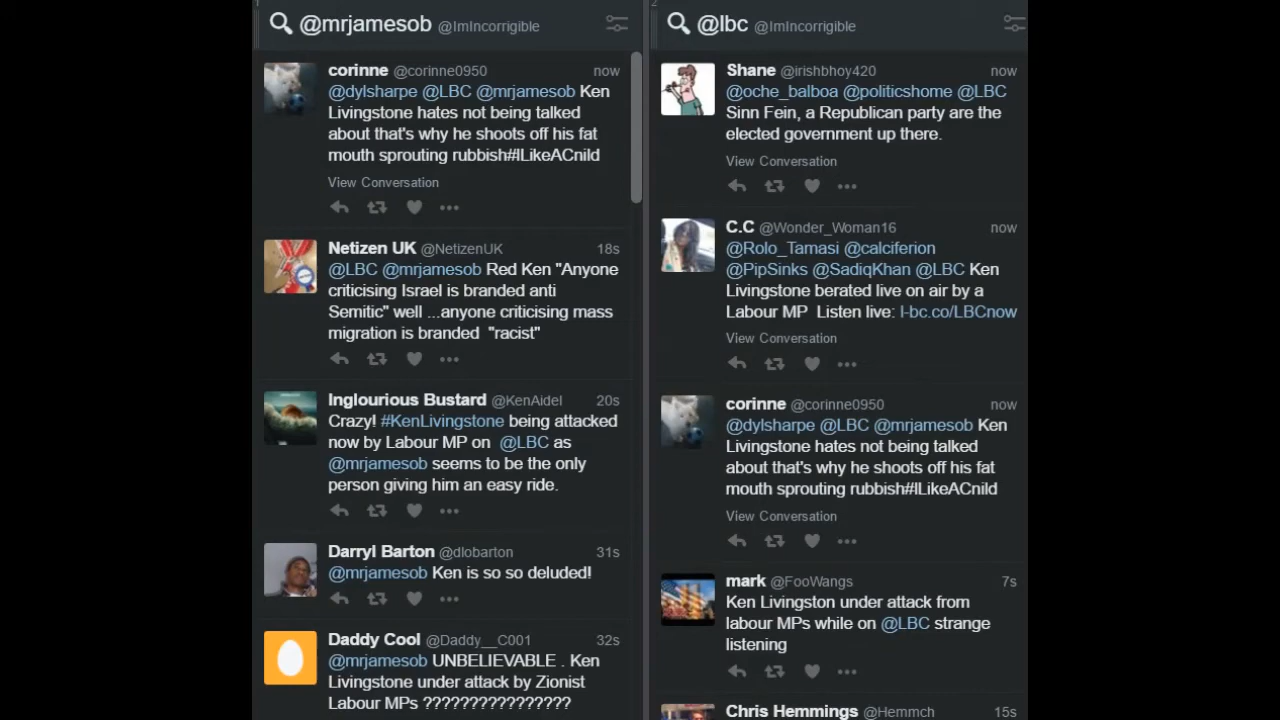 1
@mrjamesob @ImIncorrigible
corinne @corinne0950 now
@dylsharpe @LBC @mrjamesob Ken
Livingstone hates not being talked
about that's why he shoots off his fat
mouth sprouting rubbish#ILikeACnild
View Conversation
Netizen UK @NetizenUK 18s
@LBC @mrjamesob Red Ken "Anyone
criticising Israel is branded anti
Semitic" well ...anyone criticising mass
migration is branded "racist"
Inglourious Bustard @KenAidel 20s
Crazy! #KenLivingstone being attacked
now by Labour MP on @LBC as
@mrjamesob seems to be the only
person giving him an easy ride.
Darryl Barton @dlobarton 31s
@mrjamesob Ken is so so deluded!
Daddy Cool @Daddy__C001 32s
@mrjamesob UNBELIEVABLE . Ken
Livingstone under attack by Zionist
Labour MPs ????????????????
2
@lbc @ImIncorrigible
Shane @irishbhoy420 now
@oche_balboa @politicshome @LBC
Sinn Fein, a Republican party are the
elected government up there.
View Conversation
C.C @Wonder_Woman16 now
@Rolo_Tamasi @calciferion
@PipSinks @SadiqKhan @LBC Ken
Livingstone berated live on air by a
Labour MP Listen live: l-bc.co/LBCnow
View Conversation
corinne @corinne0950 now
@dylsharpe @LBC @mrjamesob Ken
Livingstone hates not being talked
about that's why he shoots off his fat
mouth sprouting rubbish#ILikeACnild
View Conversation
mark @FooWangs 7s
Ken Livingston under attack from
labour MPs while on @LBC strange
listening
Chris Hemmings @Hemmch 15s